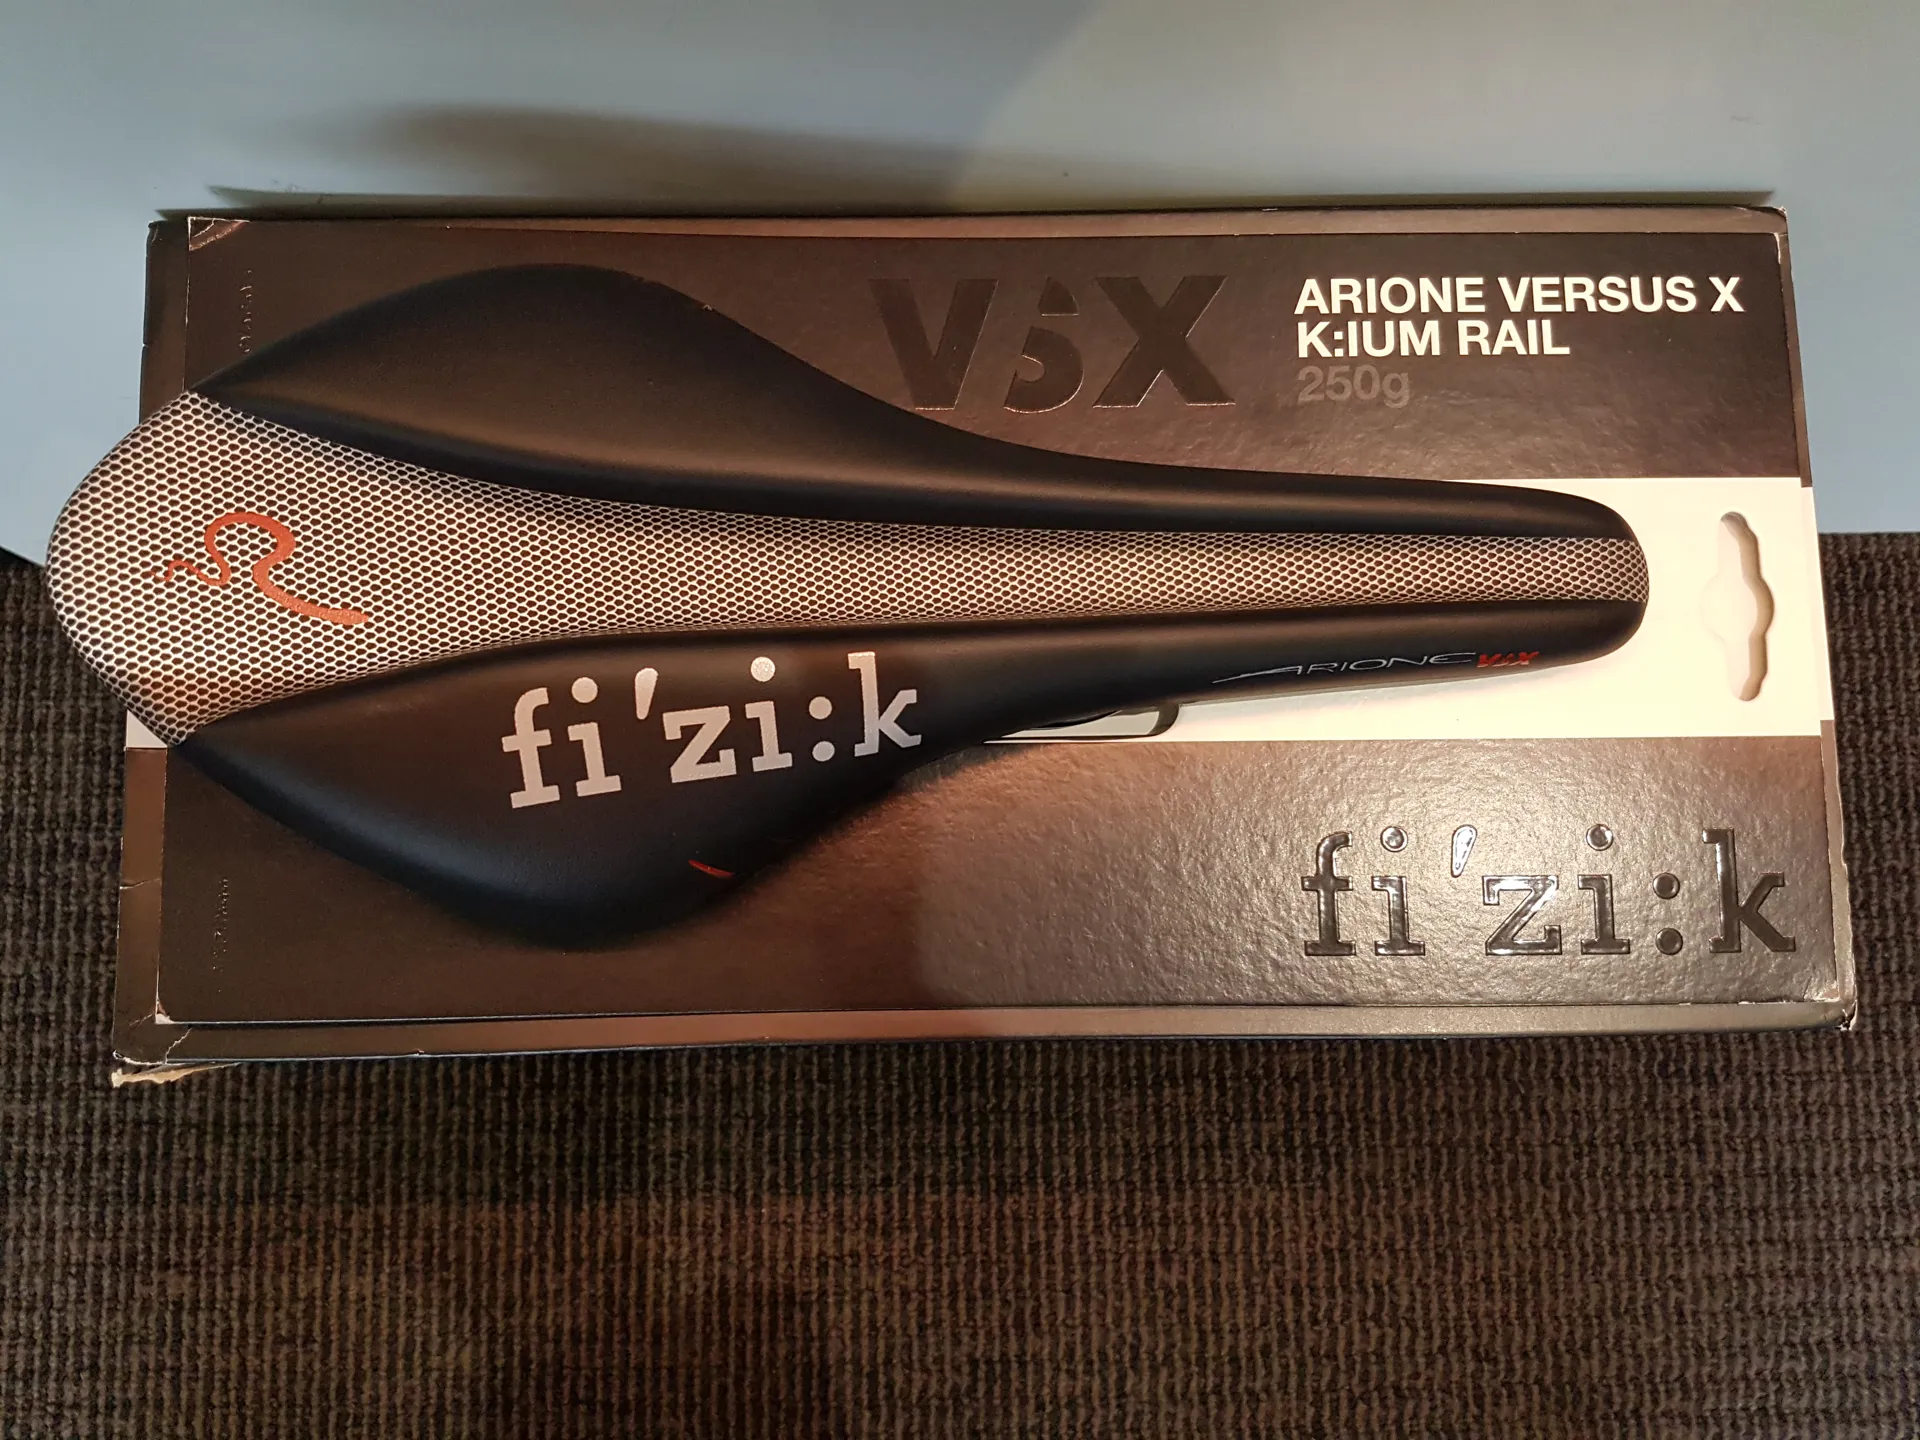 VSX
ARIONE VERSUS X
K:IUM RAIL
250g
fi'zi:k
ARIONE VSX
fi'zi:k